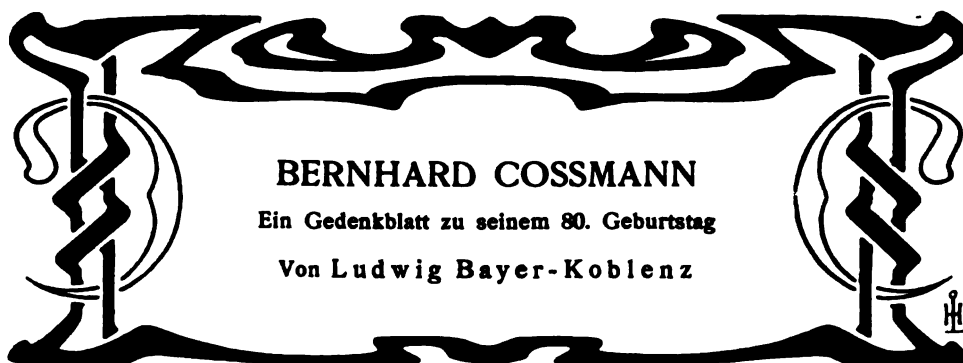 BERNHARD COSSMANN
Ein Gedenkblatt zu seinem 80. Geburtstag
Von Ludwig Bayer-Koblenz